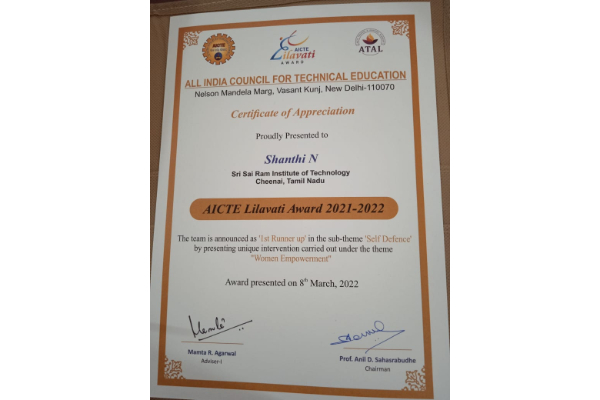 AICTE
AICTE
Lilavati
AWARD
ATAL
ALL INDIA COUNCIL FOR TECHNICAL EDUCATION
Nelson Mandela Marg, Vasant Kunj, New Delhi-110070
Certificate of Appreciation
Proudly Presented to
Shanthi N
Sri Sai Ram Institute of Technology
Cheenai, Tamil Nadu
AICTE Lilavati Award 2021-2022
The team is announced as '1st Runner up' in the sub-theme 'Self Defence'
by presenting unique intervention carried out under the theme
"Women Empowerment"
Award presented on 8th March, 2022
Mamta R. Agarwal
Advisor-I
Prof. Anil D. Sahasrabudhe
Chairman